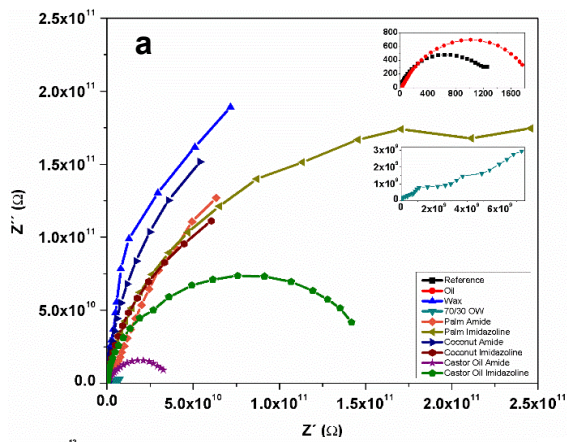 a
2.5x10¹¹
2.0x10¹¹
1.5x10¹¹
1.0x10¹¹
5.0x10¹⁰
0.0
Z´´ (Ω)
0.0
5.0x10¹⁰
1.0x10¹¹
1.5x10¹¹
2.0x10¹¹
2.5x10¹¹
Z´ (Ω)
800
600
400
200
0
0 400 800 1200 1600
3x10⁹
2x10⁹
1x10⁹
0
2x10⁹ 4x10⁹ 6x10⁹
Reference
Oil
Wax
70/30 OW
Palm Amide
Palm Imidazoline
Coconut Amide
Coconut Imidazoline
Castor Oil Amide
Castor Oil Imidazoline